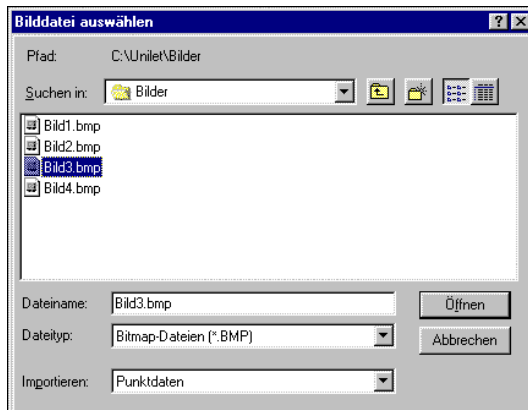 Bilddatei auswählen
Pfad: C:\Unilet\Bilder
Suchen in: Bilder
Bild1.bmp
Bild2.bmp
Bild3.bmp
Bild4.bmp
Dateiname: Bild3.bmp Öffnen
Dateityp: Bitmap-Dateien (*.BMP) Abbrechen
Importieren: Punktdaten